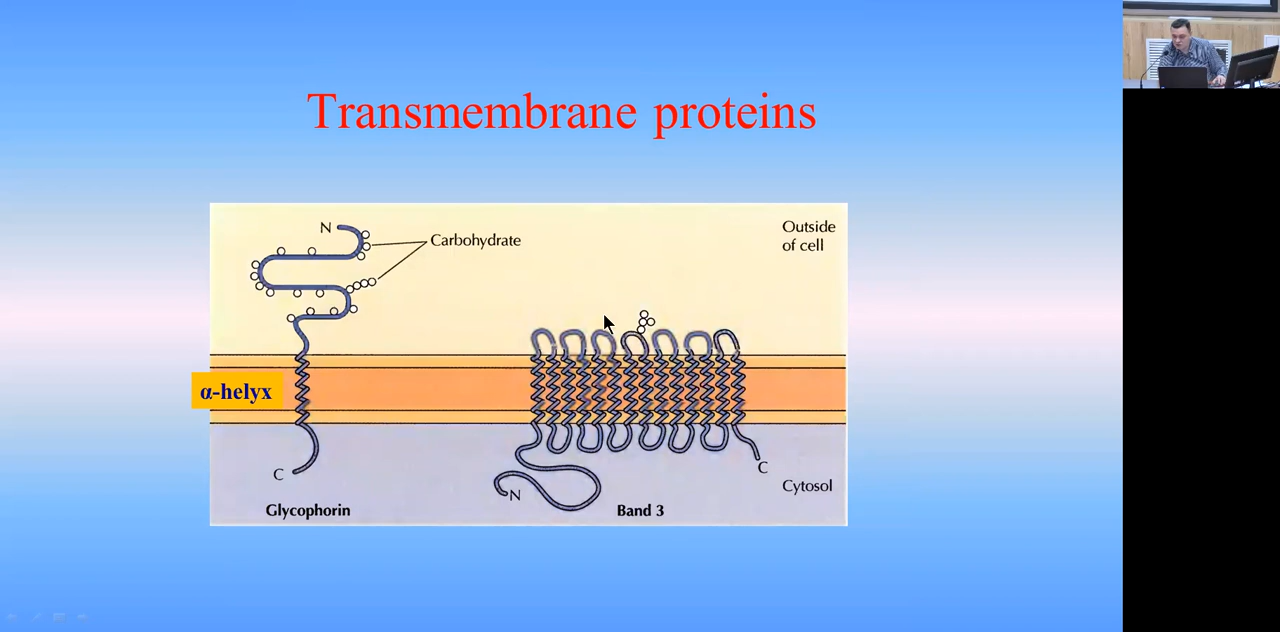 Transmembrane proteins
N
Carbohydrate
Outside
of cell
α-helyx
C
C
N
Cytosol
Glycophorin
Band 3